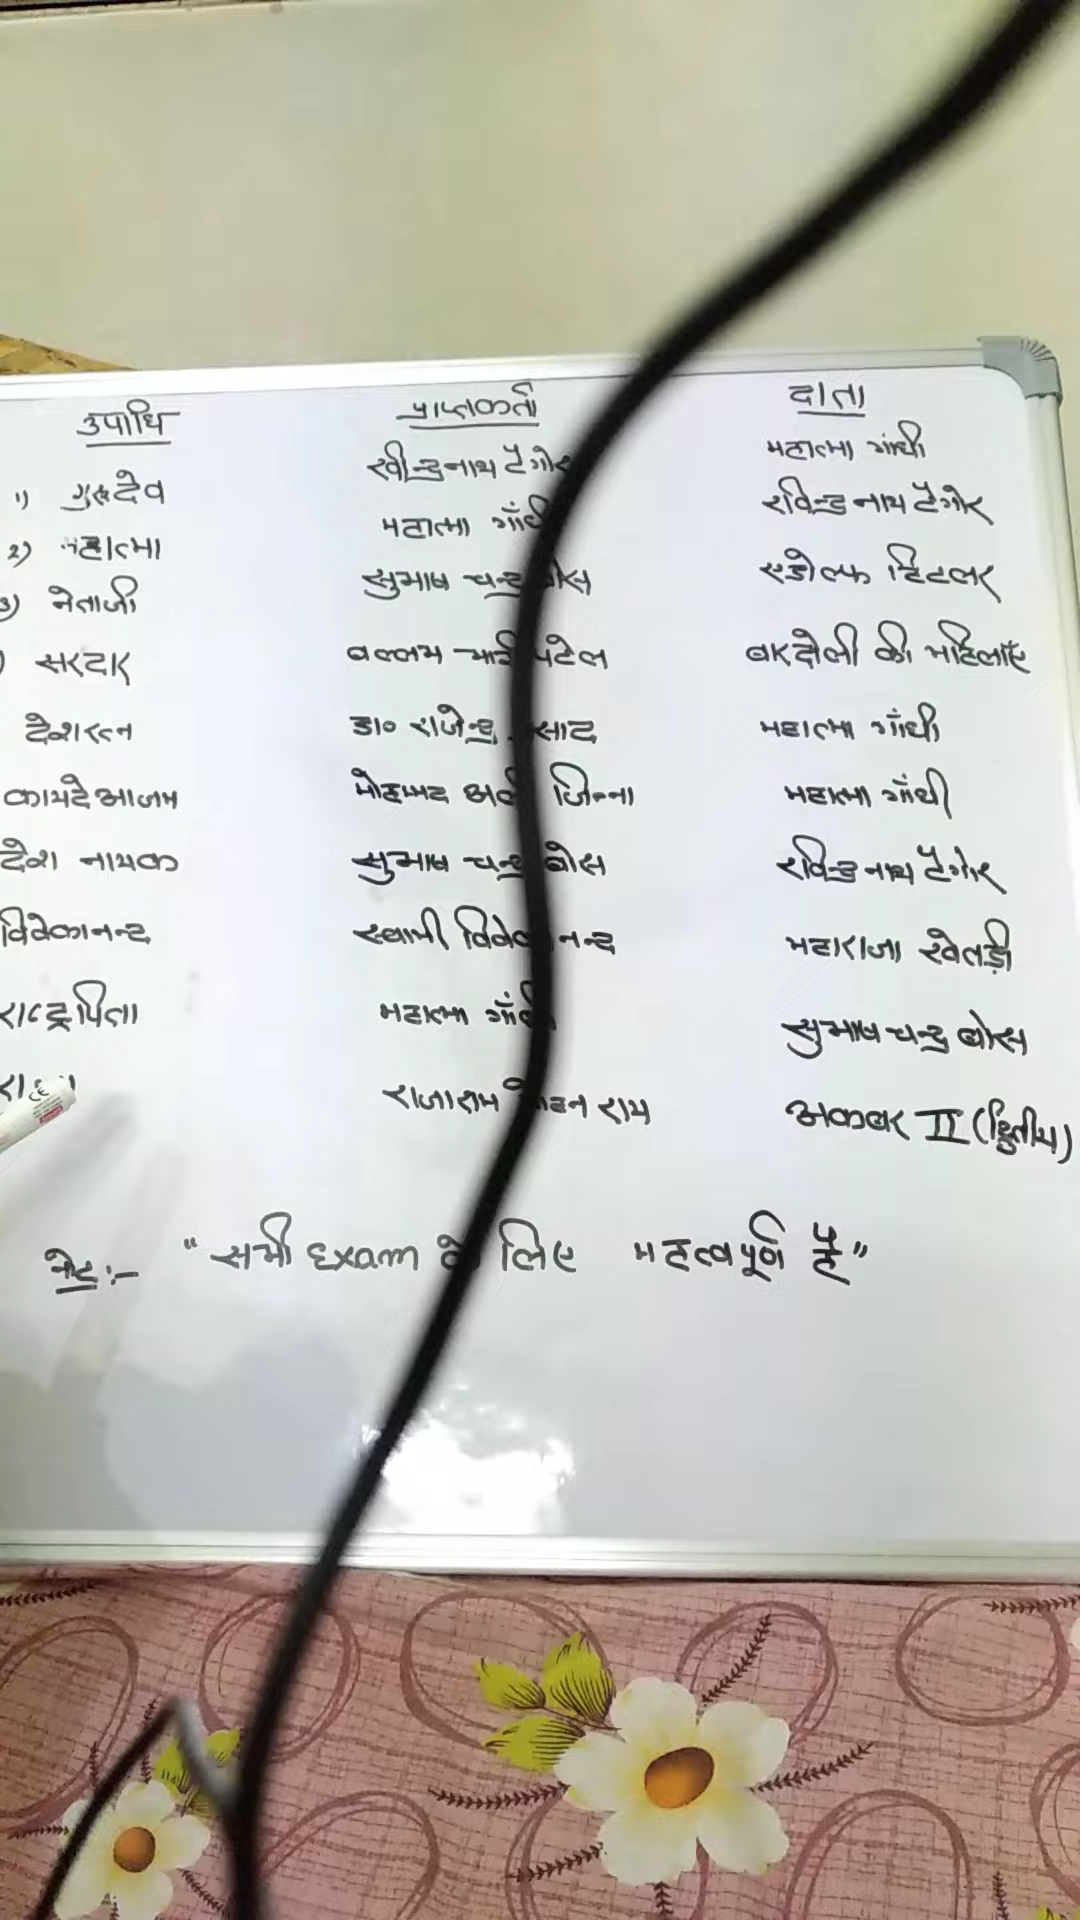 उपाधि प्राप्तकर्ता दाता
1) गुरुदेव रवीन्द्र नाथ टैगोर महात्मा गांधी
2) महात्मा महात्मा गाँधी रविन्द्र नाथ टैगोर
3) नेताजी सुभाष चन्द्र बोस एडोल्फ हिटलर
) सरदार वल्लभ भाई पटेल बारदोली की महिलाएँ
देशरत्न डा० राजेन्द्र साद महात्मा गाँधी
कायदे आजम मोहम्मद अली जिन्ना महात्मा गाँधी
देश नायक सुभाष चन्द्र बोस रविन्द्र नाथ टैगोर
विवेकानन्द स्वामी विवेकानन्द महाराजा खेतड़ी
राष्ट्रपिता महात्मा गाँधी सुभाष चन्द्र बोस
राजा राम मोहन राय अकबर II (द्वितीय)
नोट :- "सभी Exam के लिए महत्वपूर्ण है"